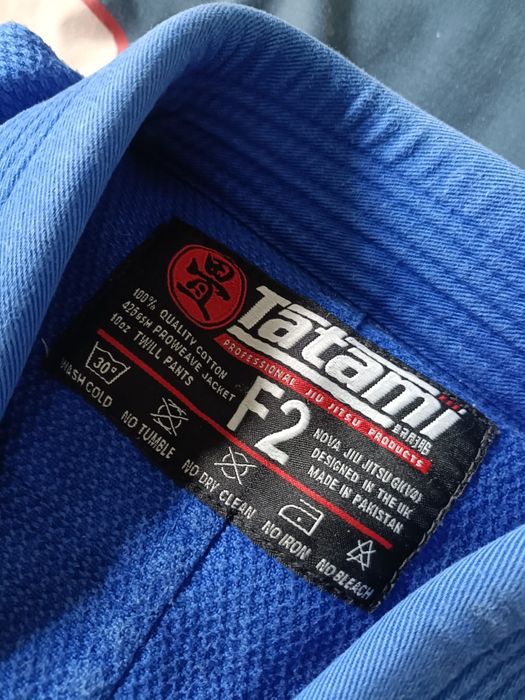 Tatami
PROFESSIONAL JIU JITSU PRODUCTS
100% QUALITY COTTON
425GSM PROWEAVE JACKET
10oz TWILL PANTS
F2
NOVA JIU JITSU GI (V4)
DESIGNED IN THE UK
MADE IN PAKISTAN
30°
WASH COLD
NO TUMBLE
NO DRY CLEAN
NO IRON
NO BLEACH